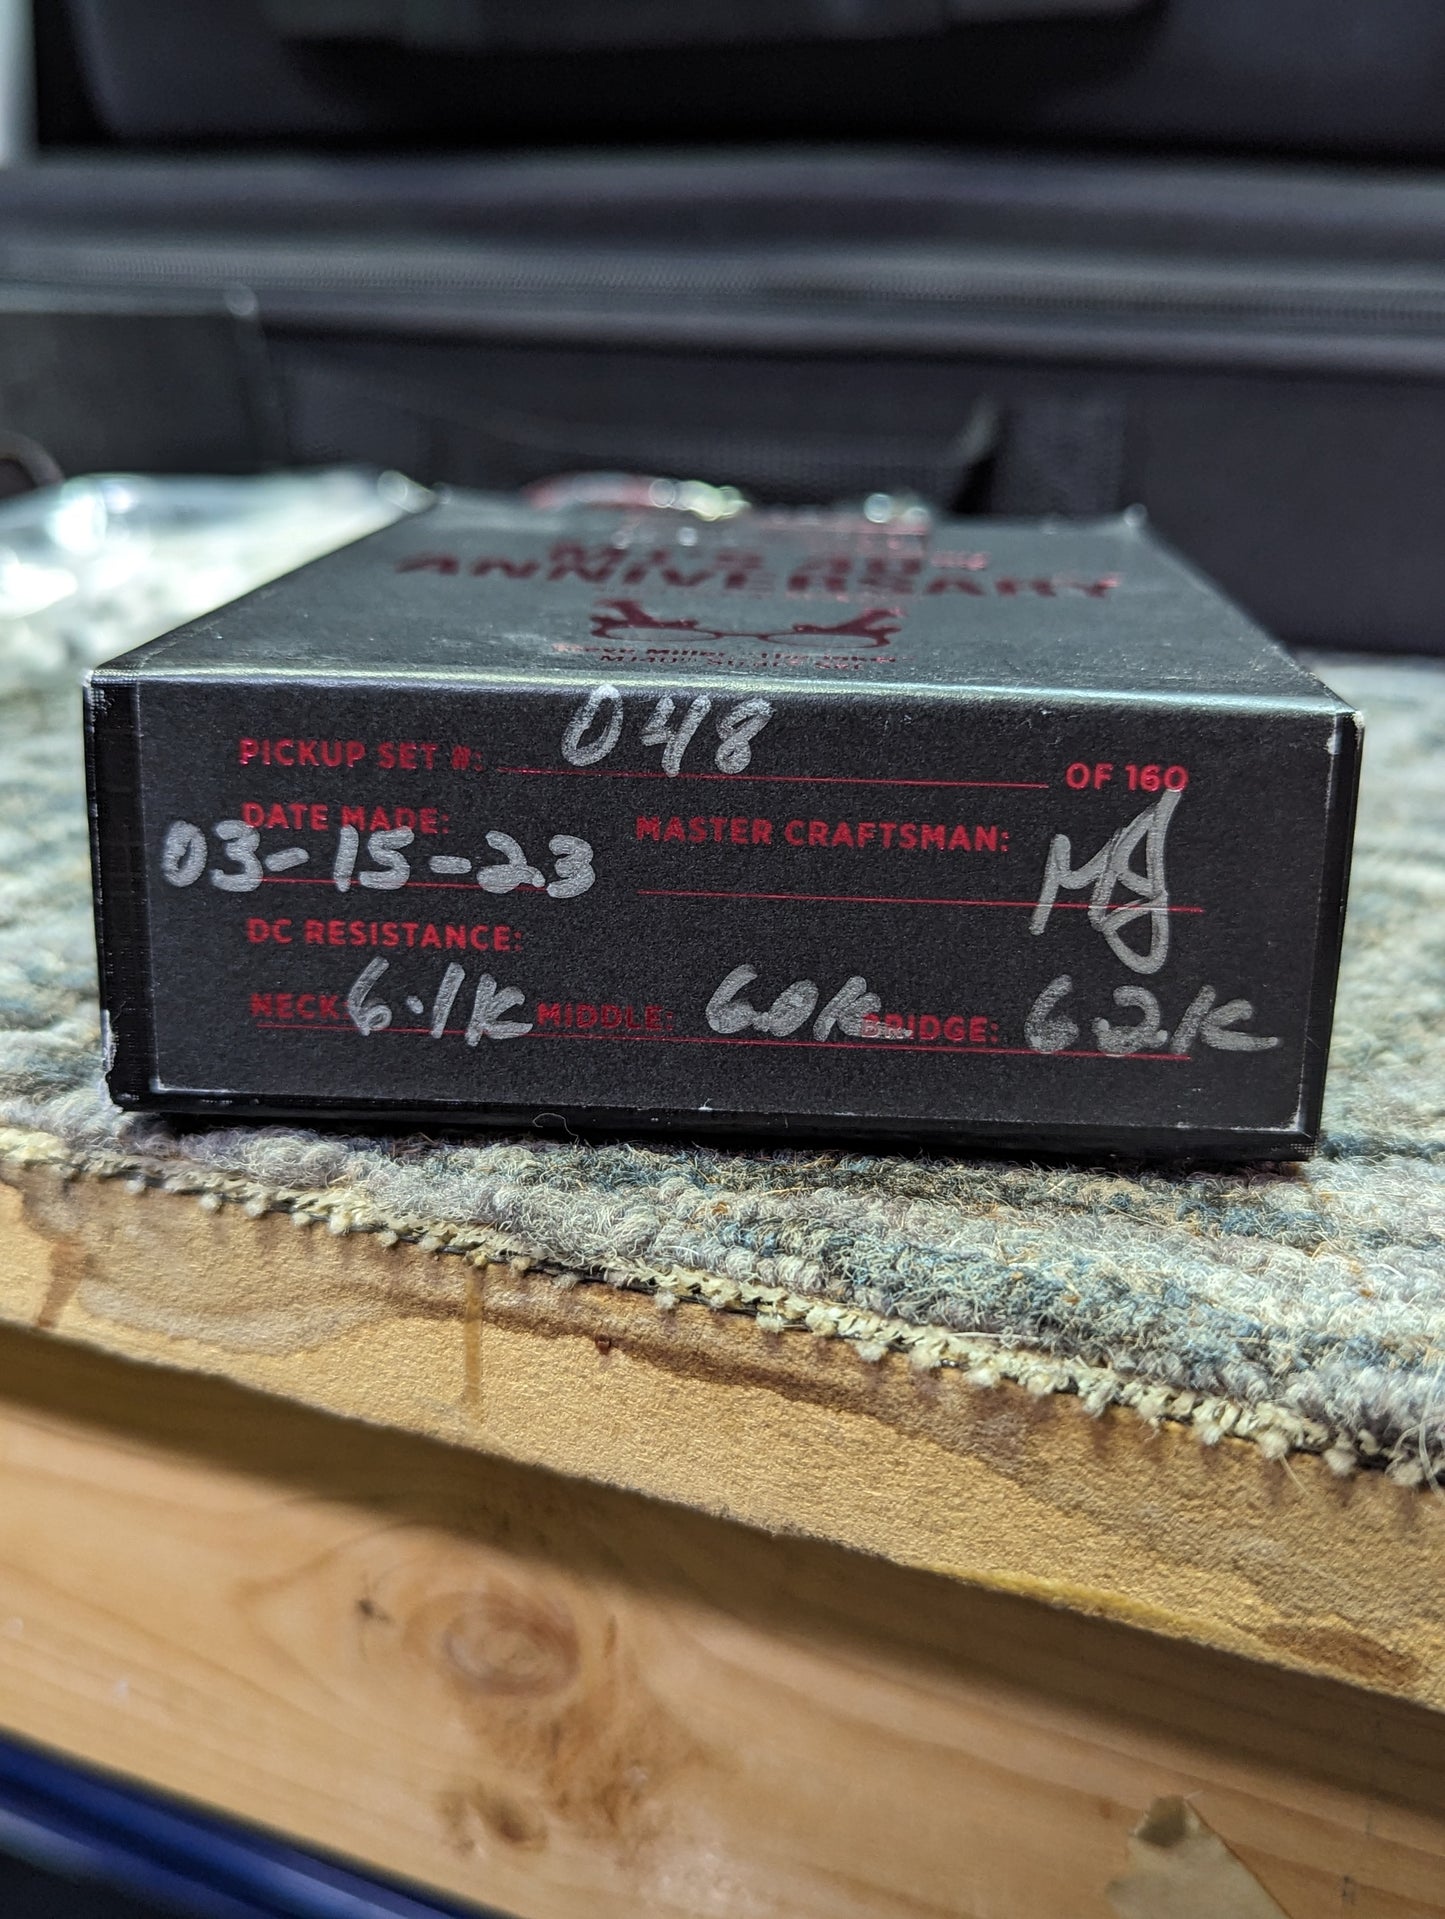 ANNIVERSARY
PICKUP SET #: 048 OF 160
DATE MADE: MASTER CRAFTSMAN: MJ
03-15-23
DC RESISTANCE:
NECK: 6.1K MIDDLE: 6.0K BRIDGE: 6.2K